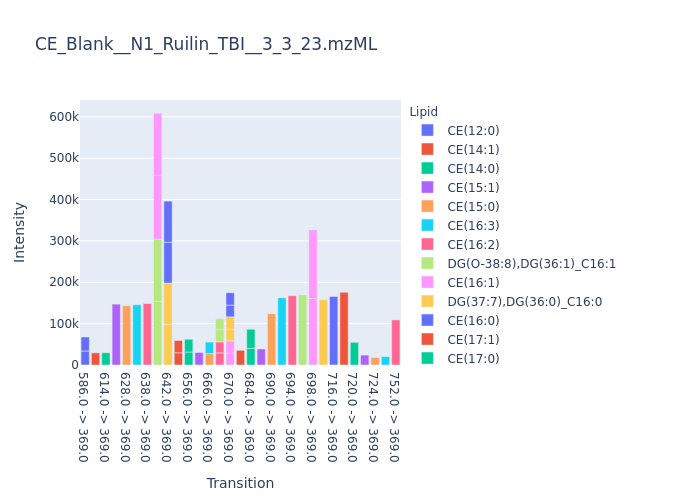 CE_Blank__N1_Ruilin_TBI__3_3_23.mzML
Lipid
CE(12:0)
CE(14:1)
CE(14:0)
CE(15:1)
CE(15:0)
CE(16:3)
CE(16:2)
DG(O-38:8),DG(36:1)_C16:1
CE(16:1)
DG(37:7),DG(36:0)_C16:0
CE(16:0)
CE(17:1)
CE(17:0)
Intensity
600k
500k
400k
300k
200k
100k
0
586.0 -> 369.0
614.0 -> 369.0
628.0 -> 369.0
638.0 -> 369.0
642.0 -> 369.0
656.0 -> 369.0
666.0 -> 369.0
670.0 -> 369.0
684.0 -> 369.0
690.0 -> 369.0
694.0 -> 369.0
698.0 -> 369.0
716.0 -> 369.0
720.0 -> 369.0
724.0 -> 369.0
752.0 -> 369.0
Transition